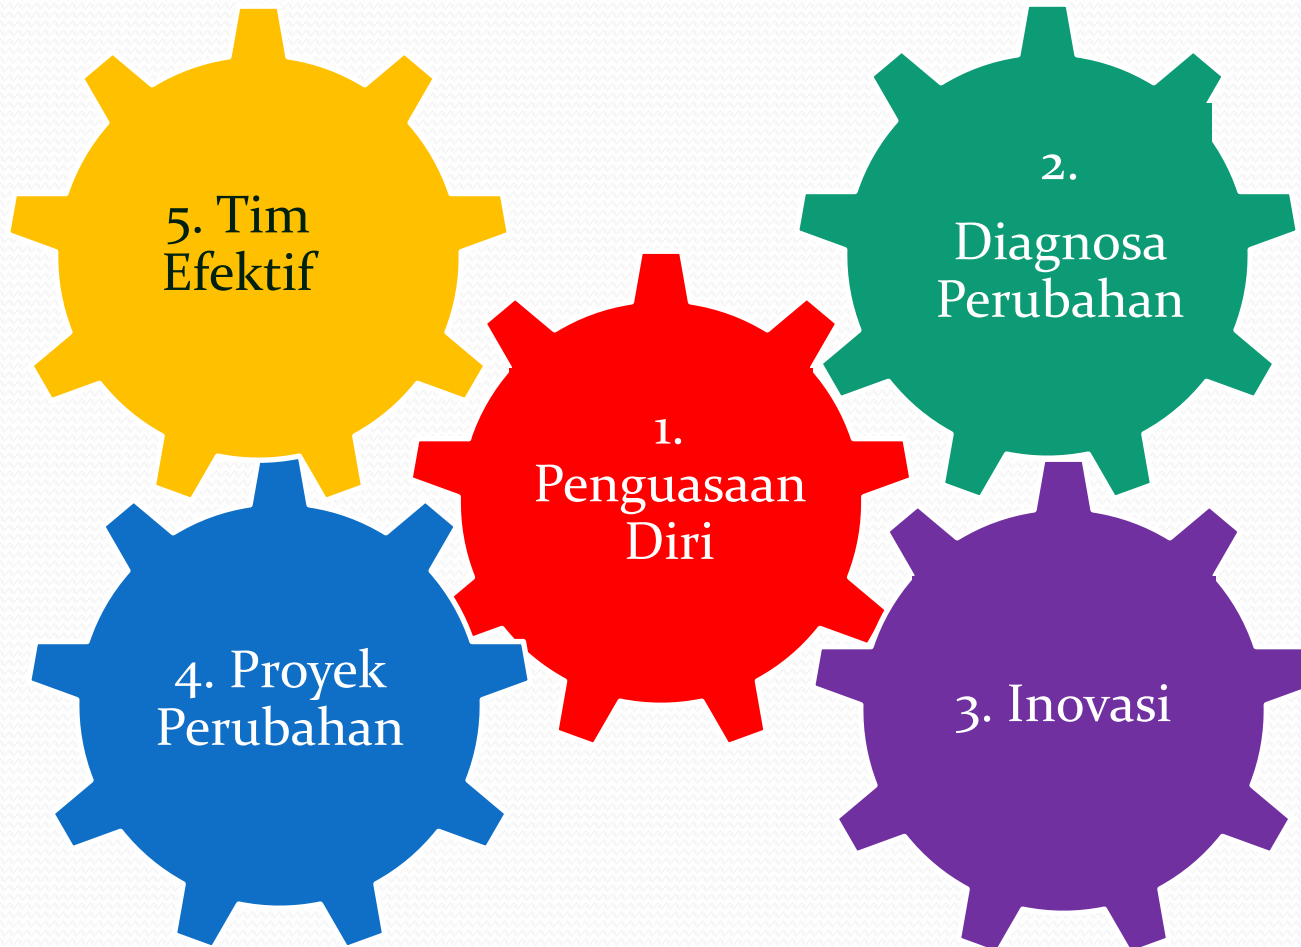 5. Tim
Efektif
2.
Diagnosa
Perubahan
1.
Penguasaan
Diri
4. Proyek
Perubahan
3. Inovasi